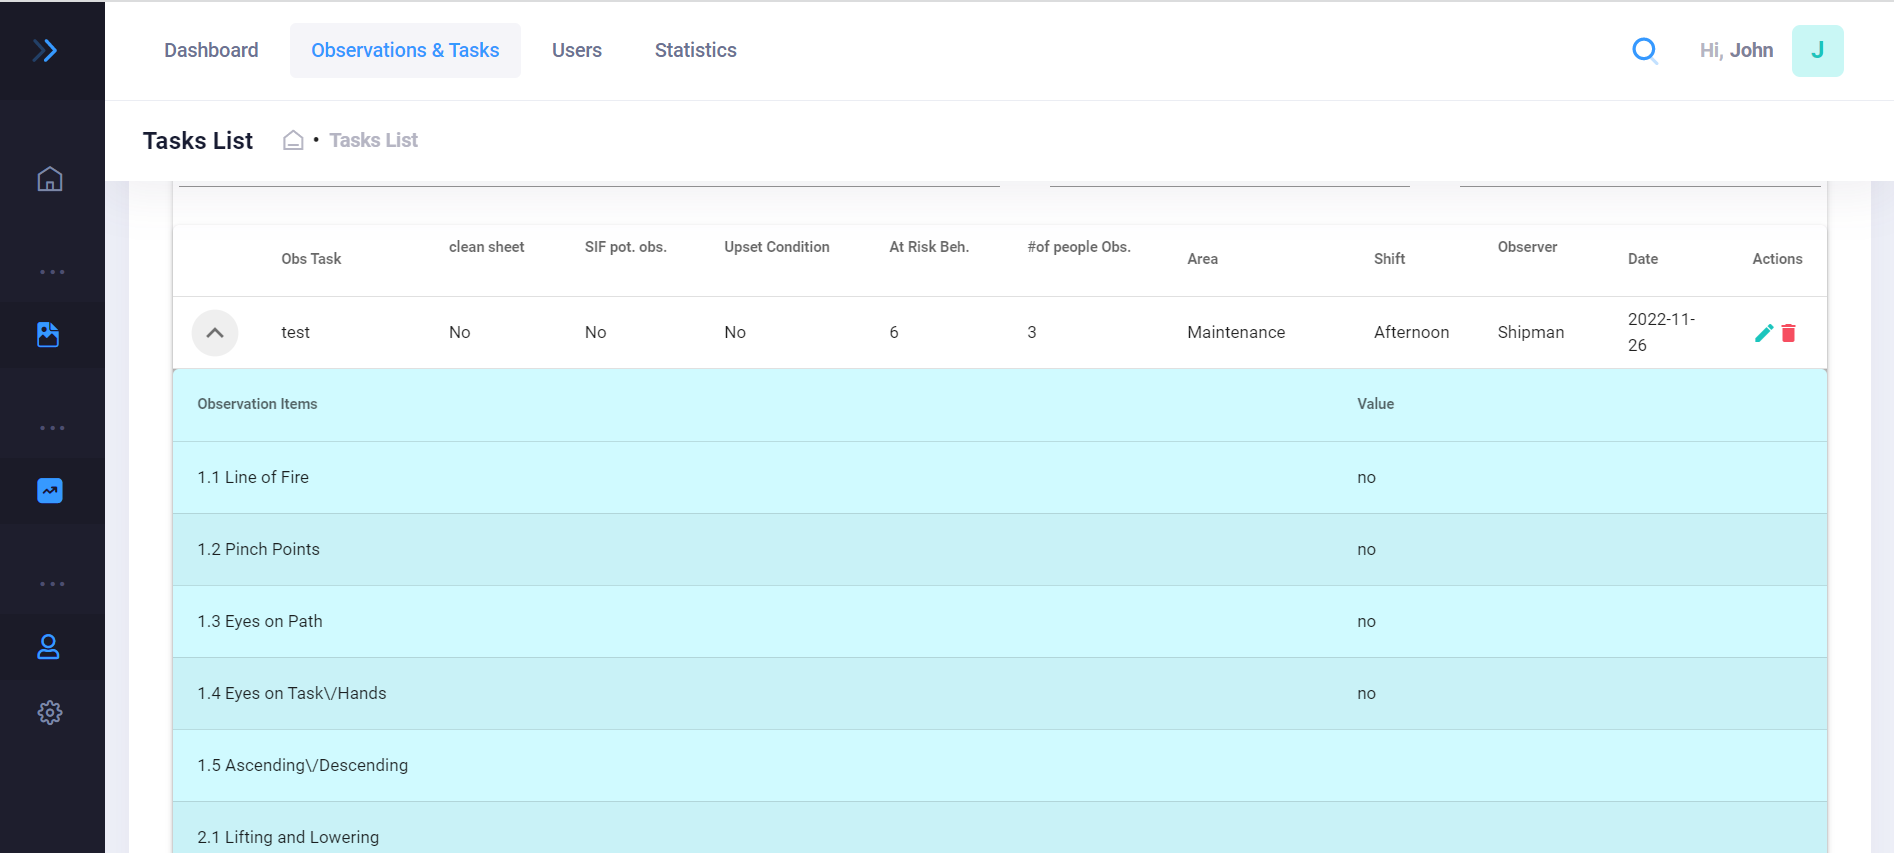 Dashboard Observations & Tasks Users Statistics Hi, John J
Tasks List • Tasks List
Obs Task clean sheet SIF pot. obs. Upset Condition At Risk Beh. #of people Obs. Area Shift Observer Date Actions
test No No No 6 3 Maintenance Afternoon Shipman 2022-11-
26
Observation Items Value
1.1 Line of Fire no
1.2 Pinch Points no
1.3 Eyes on Path no
1.4 Eyes on Task\/Hands no
1.5 Ascending\/Descending
2.1 Lifting and Lowering